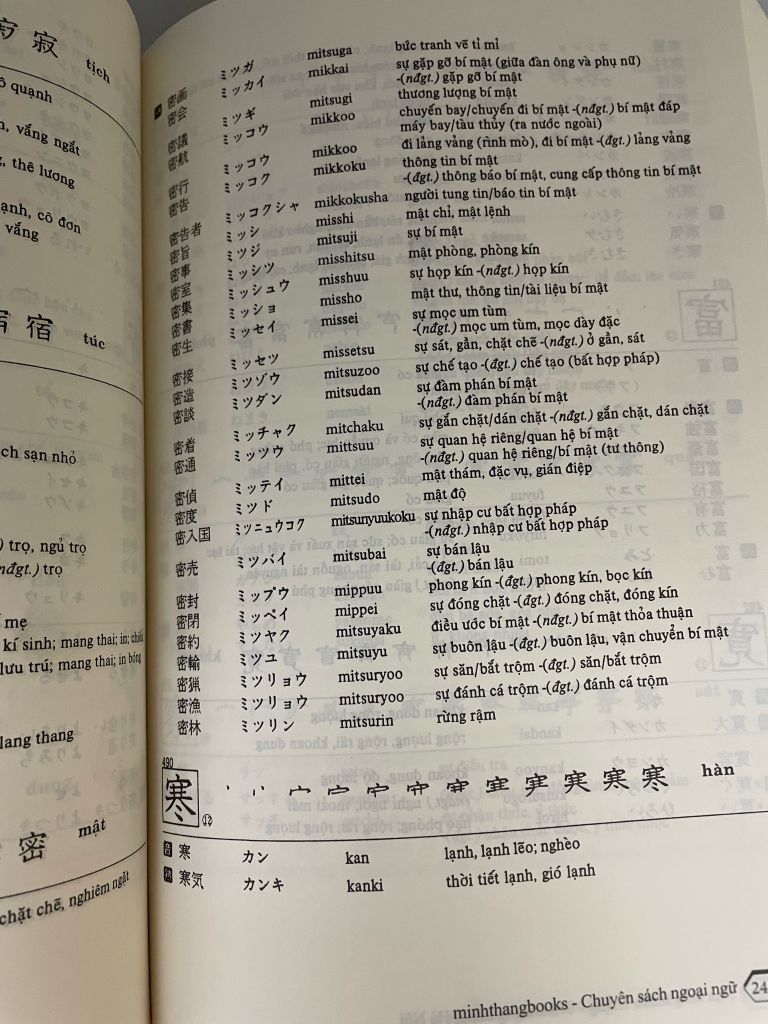 寂
tịch
ô quạnh
vắng ngắt
thê lương
cô đơn
vắng
宿
túc
ch sạn nhỏ
trọ, ngủ trọ
(nđgt.) trọ
mẹ
kí sinh; mang thai; in;
lưu trú; mang thai; in bóng
lang thang
密
mật
chặt chẽ, nghiêm ngặt
密画 ミツガ mitsuga bức tranh vẽ tỉ mỉ
密会 ミッカイ mikkai sự gặp gỡ bí mật (giữa đàn ông và phụ nữ)
-(nđgt.) gặp gỡ bí mật
密議 ミツギ mitsugi thương lượng bí mật
密航 ミッコウ mikkoo chuyến bay/chuyến đi bí mật -(nđgt.) bí mật đáp
máy bay/tàu thủy (ra nước ngoài)
密行 ミッコウ mikkoo đi lảng vảng (rình mò), đi bí mật -(đgt.) lảng vảng
密告 ミッコク mikkoku thông tin bí mật
-(đgt.) thông báo bí mật, cung cấp thông tin bí mật
密告者 ミッコクシャ mikkokusha người tung tin/báo tin bí mật
密旨 ミッシ misshi mật chỉ, mật lệnh
密事 ミツジ mitsuji sự bí mật
密室 ミッシツ misshitsu mật phòng, phòng kín
密集 ミッシュウ misshuu sự họp kín -(nđgt.) họp kín
密書 ミッショ missho mật thư, thông tin/tài liệu bí mật
密生 ミッセイ missei sự mọc um tùm
-(nđgt.) mọc um tùm, mọc dày đặc
密接 ミッセツ missetsu sự sát, gần, chặt chẽ -(nđgt.) ở gần, sát
密造 ミツゾウ mitsuzoo sự chế tạo -(đgt.) chế tạo (bất hợp pháp)
密談 ミツダン mitsudan sự đàm phán bí mật
-(nđgt.) đàm phán bí mật
密着 ミッチャク mitchaku sự gắn chặt/dán chặt -(nđgt.) gắn chặt, dán chặt
密通 ミッツウ mittsuu sự quan hệ riêng/quan hệ bí mật
-(nđgt.) quan hệ riêng/bí mật (tư thông)
密偵 ミッテイ mittei mật thám, đặc vụ, gián điệp
密度 ミツド mitsudo mật độ
密入国 ミツニュウコク mitsunyuukoku sự nhập cư bất hợp pháp
-(nđgt.) nhập cư bất hợp pháp
密売 ミツバイ mitsubai sự bán lậu
-(đgt.) bán lậu
密封 ミップウ mippuu phong kín -(đgt.) phong kín, bọc kín
密閉 ミッペイ mippei sự đóng chặt -(đgt.) đóng chặt, đóng kín
密約 ミツヤク mitsuyaku điều ước bí mật -(nđgt.) bí mật thỏa thuận
密輸 ミツユ mitsuyu sự buôn lậu -(đgt.) buôn lậu, vận chuyển bí mật
密猟 ミツリョウ mitsuryoo sự săn/bắt trộm -(đgt.) săn/bắt trộm
密漁 ミツリョウ mitsuryoo sự đánh cá trộm -(đgt.) đánh cá trộm
密林 ミツリン mitsurin rừng rậm
490
寒 12 寒 hàn
音 寒 カン kan lạnh, lạnh lẽo; nghèo
寒気 カンキ kanki thời tiết lạnh, gió lạnh
minhthangbooks - Chuyên sách ngoại ngữ 24